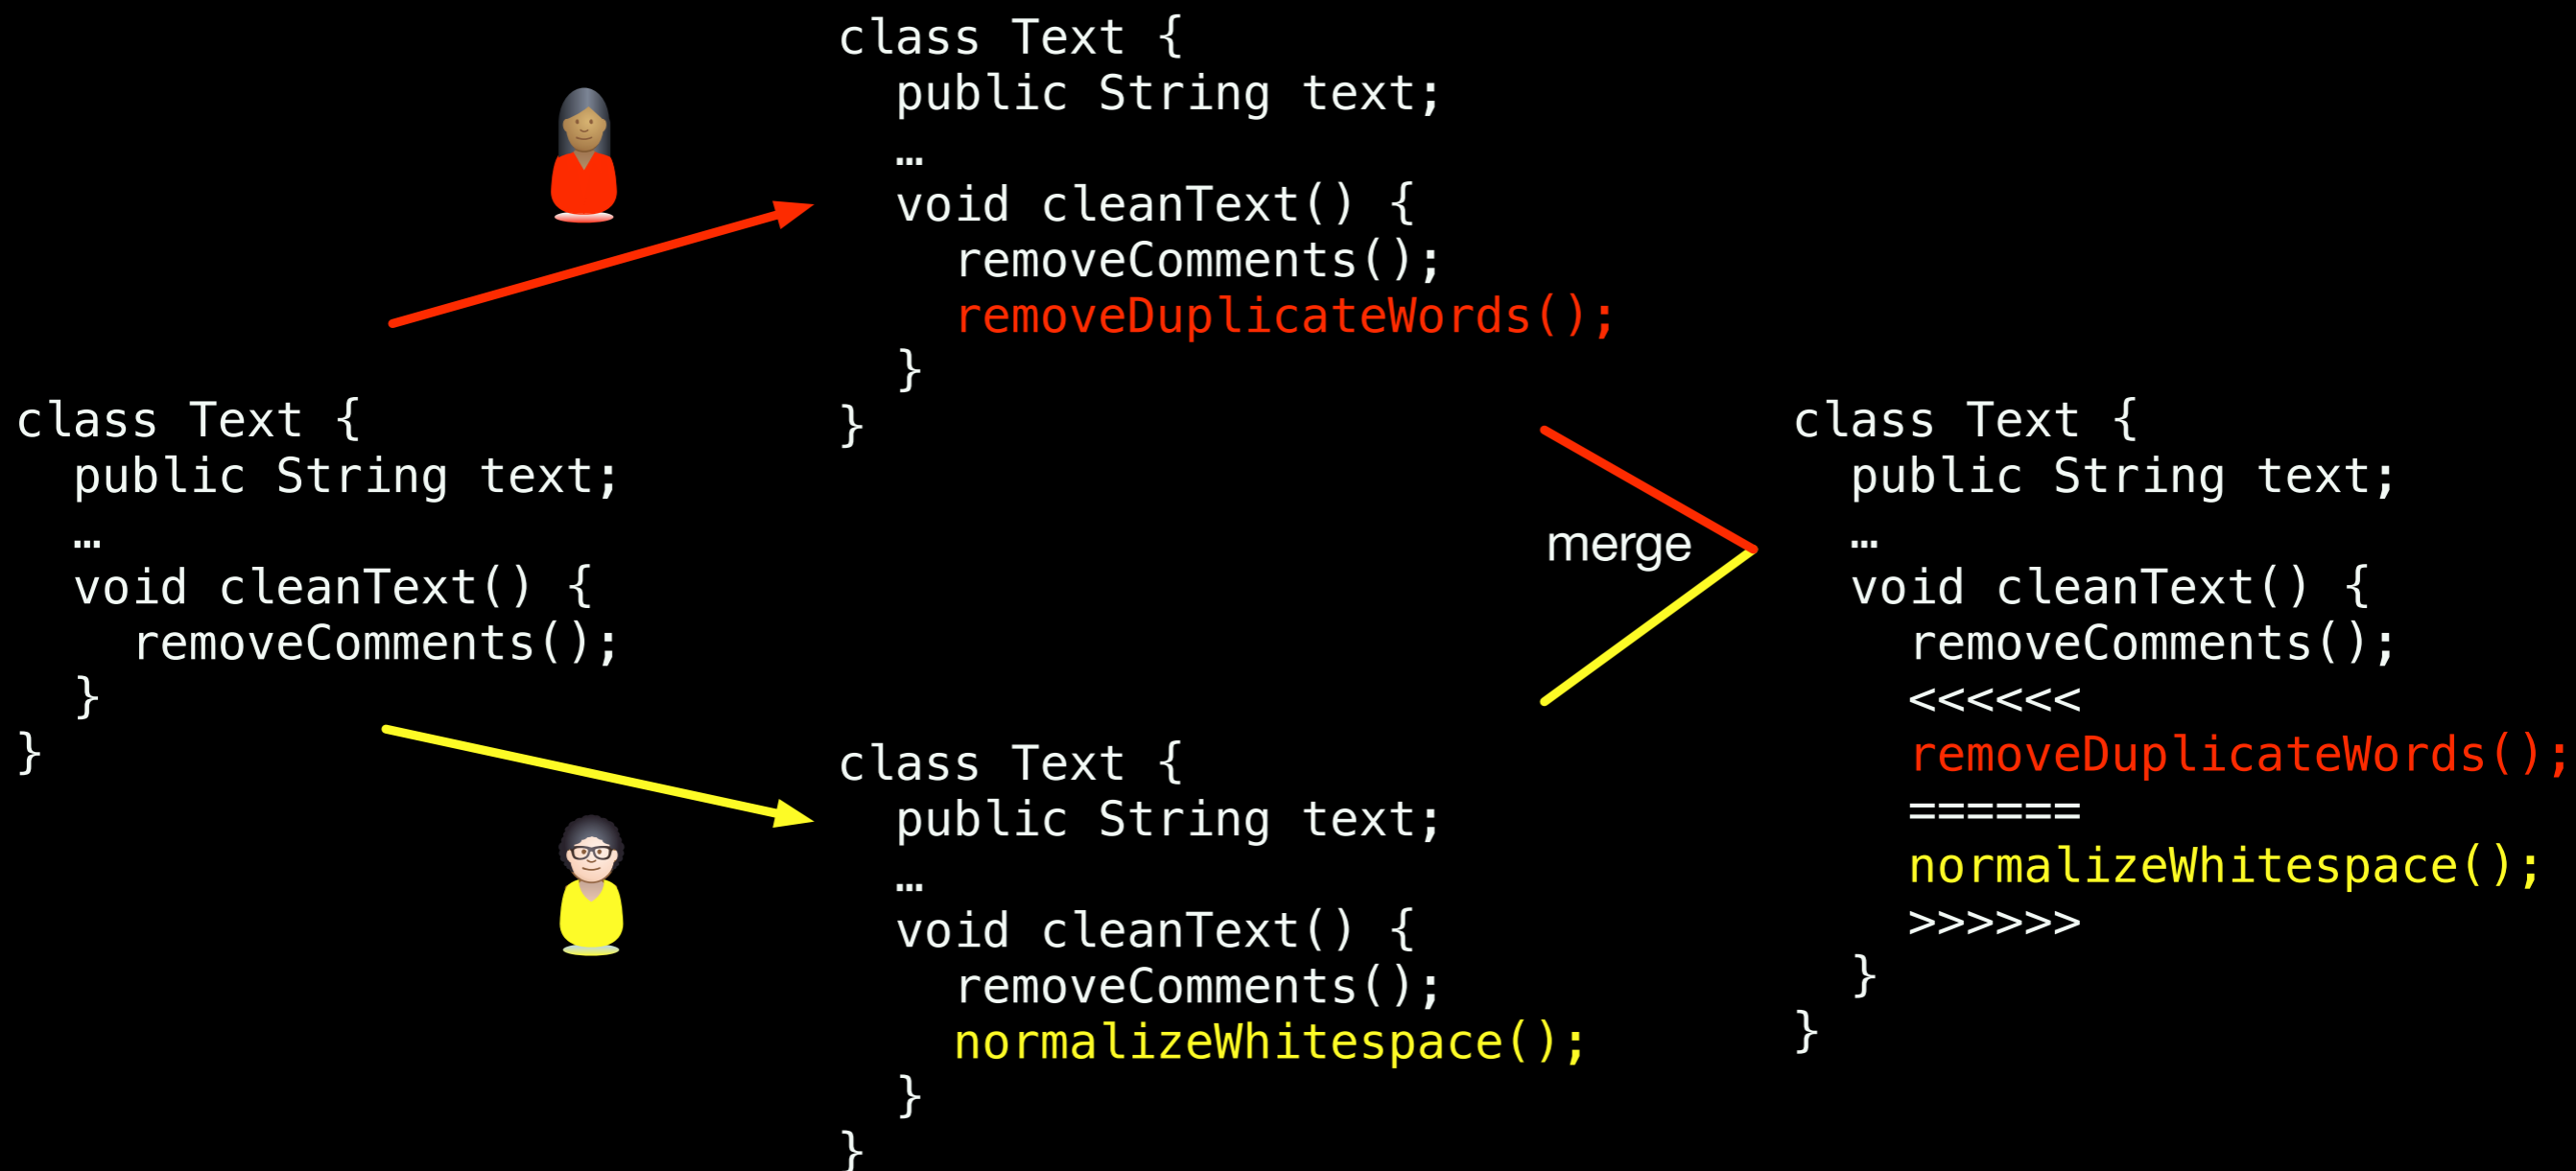 class Text {
  public String text;
  …
  void cleanText() {
    removeComments();
  }
}
class Text {
  public String text;
  …
  void cleanText() {
    removeComments();
    removeDuplicateWords();
  }
}
class Text {
  public String text;
  …
  void cleanText() {
    removeComments();
    normalizeWhitespace();
  }
}
merge
class Text {
  public String text;
  …
  void cleanText() {
    removeComments();
    <<<<<<
    removeDuplicateWords();
    ======
    normalizeWhitespace();
    >>>>>>
  }
}